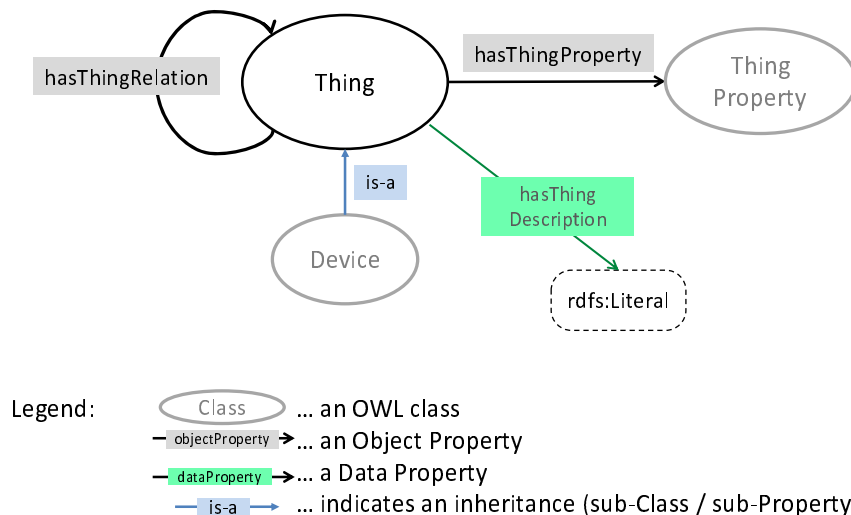 hasThingProperty
hasThingRelation
Thing
Thing
Property
is-a
hasThing
Description
Device
rdfs:Literal
Legend:
Class
... an OWL class
objectProperty
... an Object Property
dataProperty
... a Data Property
is-a
... indicates an inheritance (sub-Class / sub-Property